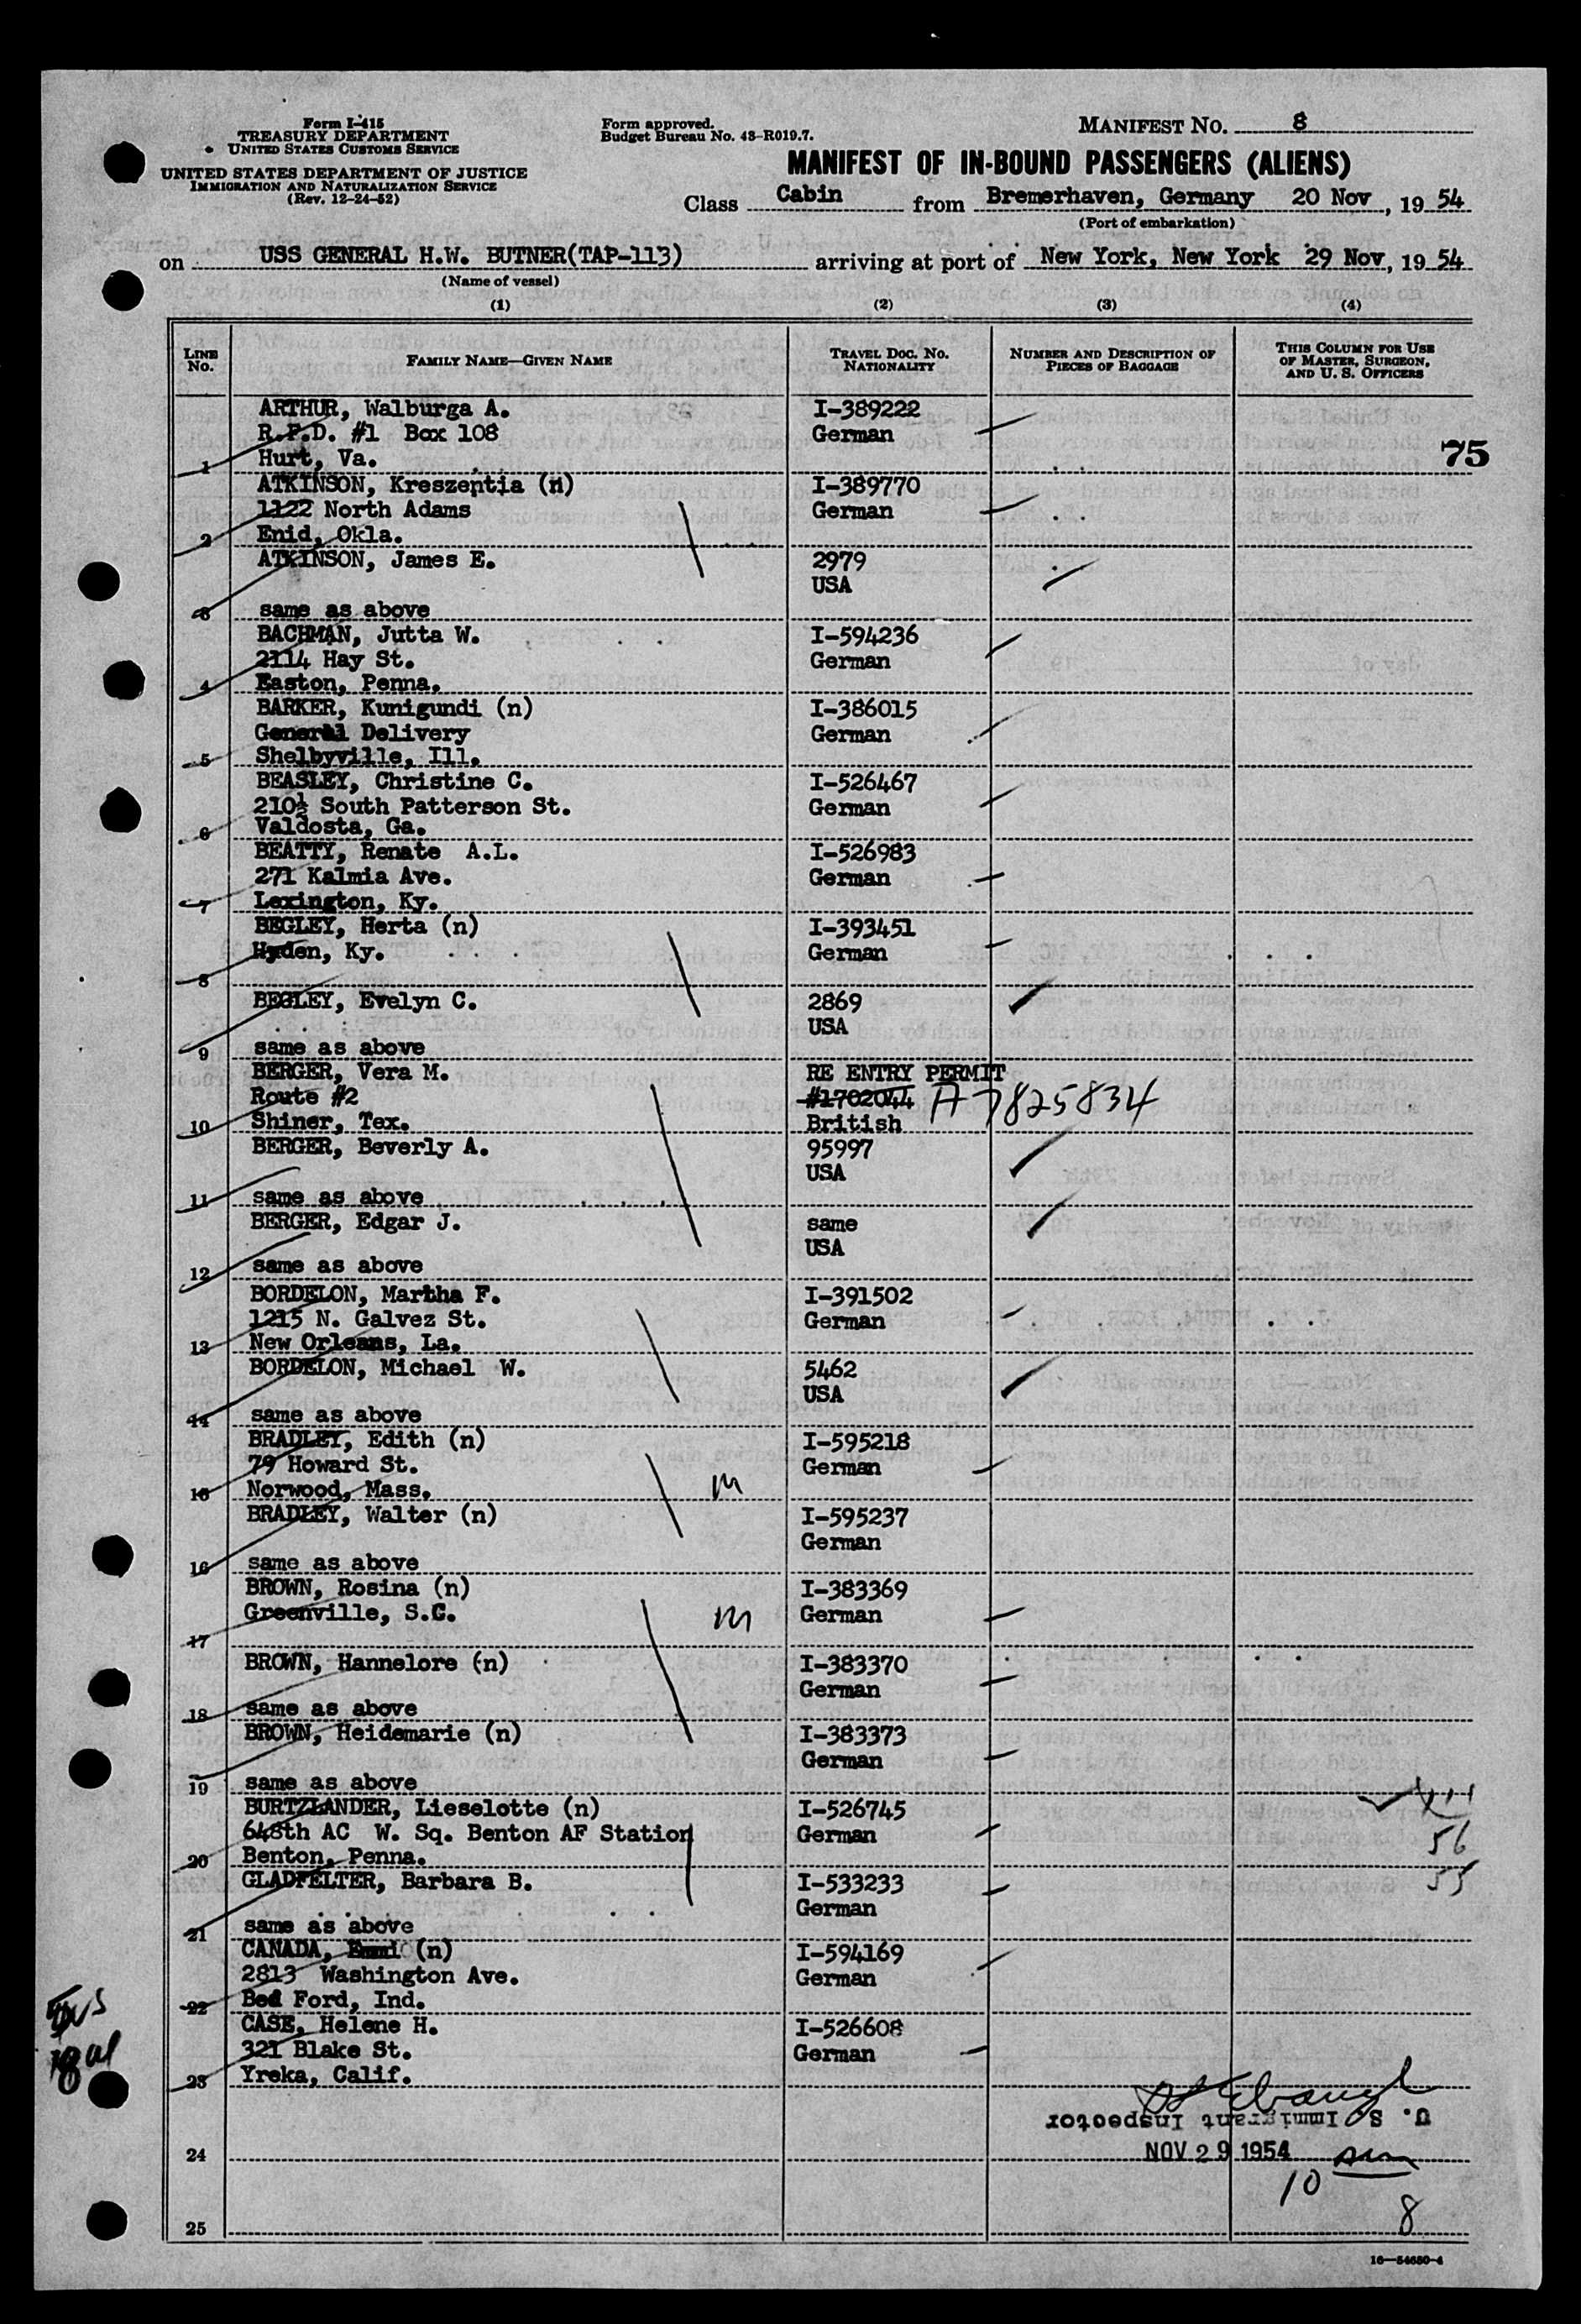 Form I-415
TREASURY DEPARTMENT
UNITED STATES CUSTOMS SERVICE
UNITED STATES DEPARTMENT OF JUSTICE
IMMIGRATION AND NATURALIZATION SERVICE
(Rev. 12-24-52)
Form approved.
Budget Bureau No. 43-R019.7.
MANIFEST NO. 8
MANIFEST OF IN-BOUND PASSENGERS (ALIENS)
Class Cabin from Bremerhaven, Germany 20 Nov, 19 54
(Port of embarkation)
on USS GENERAL H.W. BUTNER(TAP-113) arriving at port of New York, New York 29 Nov, 19 54
(Name of vessel)
(1) (2) (3) (4)
LINE No. FAMILY NAME—GIVEN NAME TRAVEL DOC. NO. NATIONALITY NUMBER AND DESCRIPTION OF PIECES OF BAGGAGE THIS COLUMN FOR USE OF MASTER, SURGEON, AND U. S. OFFICERS
75
ARTHUR, Walburga A. I-389222
R.F.D. #1 Box 108 German
1 Hurt, Va.
ATKINSON, Kreszentia (n) I-389770
1122 North Adams German
2 Enid, Okla.
ATKINSON, James E. 2979
USA
3 same as above
BACHMAN, Jutta W. I-594236
2114 Hay St. German
4 Easton, Penna.
BARKER, Kunigundi (n) I-386015
General Delivery German
5 Shelbyville, Ill.
BEASLEY, Christine C. I-526467
210½ South Patterson St. German
6 Valdosta, Ga.
BEATTY, Renate A.L. I-526983
271 Kalmia Ave. German
7 Lexington, Ky.
BEGLEY, Herta (n) I-393451
Hyden, Ky. German
8
BEGLEY, Evelyn C. 2869
USA
9 same as above
BERGER, Vera M. RE ENTRY PERMIT
Route #2 #1702044 A7825834
10 Shiner, Tex. British
BERGER, Beverly A. 95997
USA
11 same as above
BERGER, Edgar J. same
USA
12 same as above
BORDELON, Martha F. I-391502
1215 N. Galvez St. German
13 New Orleans, La.
BORDELON, Michael W. 5462
USA
14 same as above
BRADLEY, Edith (n) I-595218
79 Howard St. German
15 Norwood, Mass. m
BRADLEY, Walter (n) I-595237
German
16 same as above
BROWN, Rosina (n) I-383369
Greenville, S.C. m German
17
BROWN, Hannelore (n) I-383370
German
18 same as above
BROWN, Heidemarie (n) I-383373
German
19 same as above
BURTZLANDER, Lieselotte (n) I-526745
648th AC W. Sq. Benton AF Station German 56
20 Benton, Penna.
GLADFELTER, Barbara B. I-533233 55
German
21 same as above
CANADA, Emmi (n) I-594169
2813 Washington Ave. German
22 Bed Ford, Ind.
CASE, Helene H. I-526608
321 Blake St. German
23 Yreka, Calif.
U. S. Immigrant Inspector
24 NOV 29 1954
10
8
25
16—54650-4